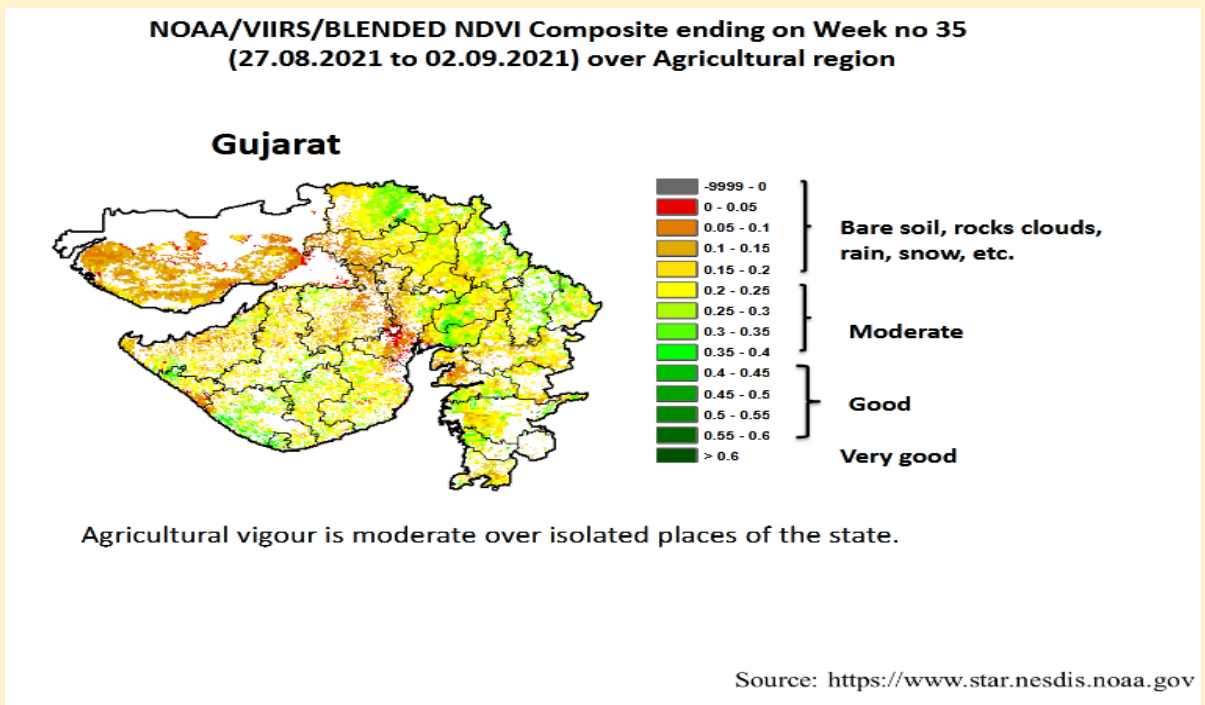 NOAA/VIIRS/BLENDED NDVI Composite ending on Week no 35
(27.08.2021 to 02.09.2021) over Agricultural region
Gujarat
-9999 - 0
0 - 0.05
0.05 - 0.1
0.1 - 0.15
0.15 - 0.2
0.2 - 0.25
0.25 - 0.3
0.3 - 0.35
0.35 - 0.4
0.4 - 0.45
0.45 - 0.5
0.5 - 0.55
0.55 - 0.6
> 0.6
Bare soil, rocks clouds,
rain, snow, etc.
Moderate
Good
Very good
Agricultural vigour is moderate over isolated places of the state.
Source: https://www.star.nesdis.noaa.gov